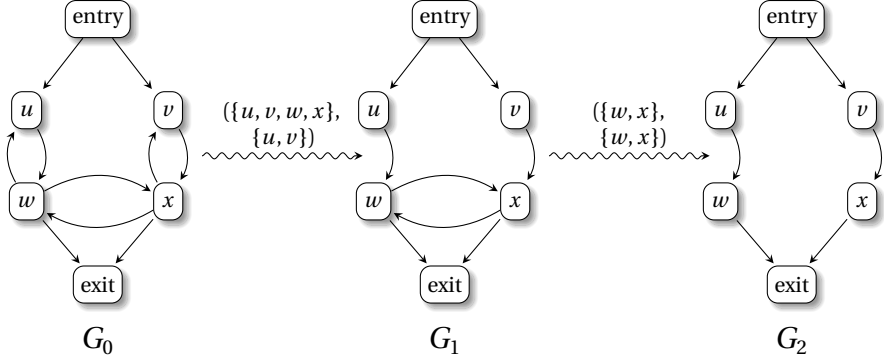 entry
u
v
w
x
exit
G0
({u, v, w, x},
{u, v})
entry
u
v
w
x
exit
G1
({w, x},
{w, x})
entry
u
v
w
x
exit
G2